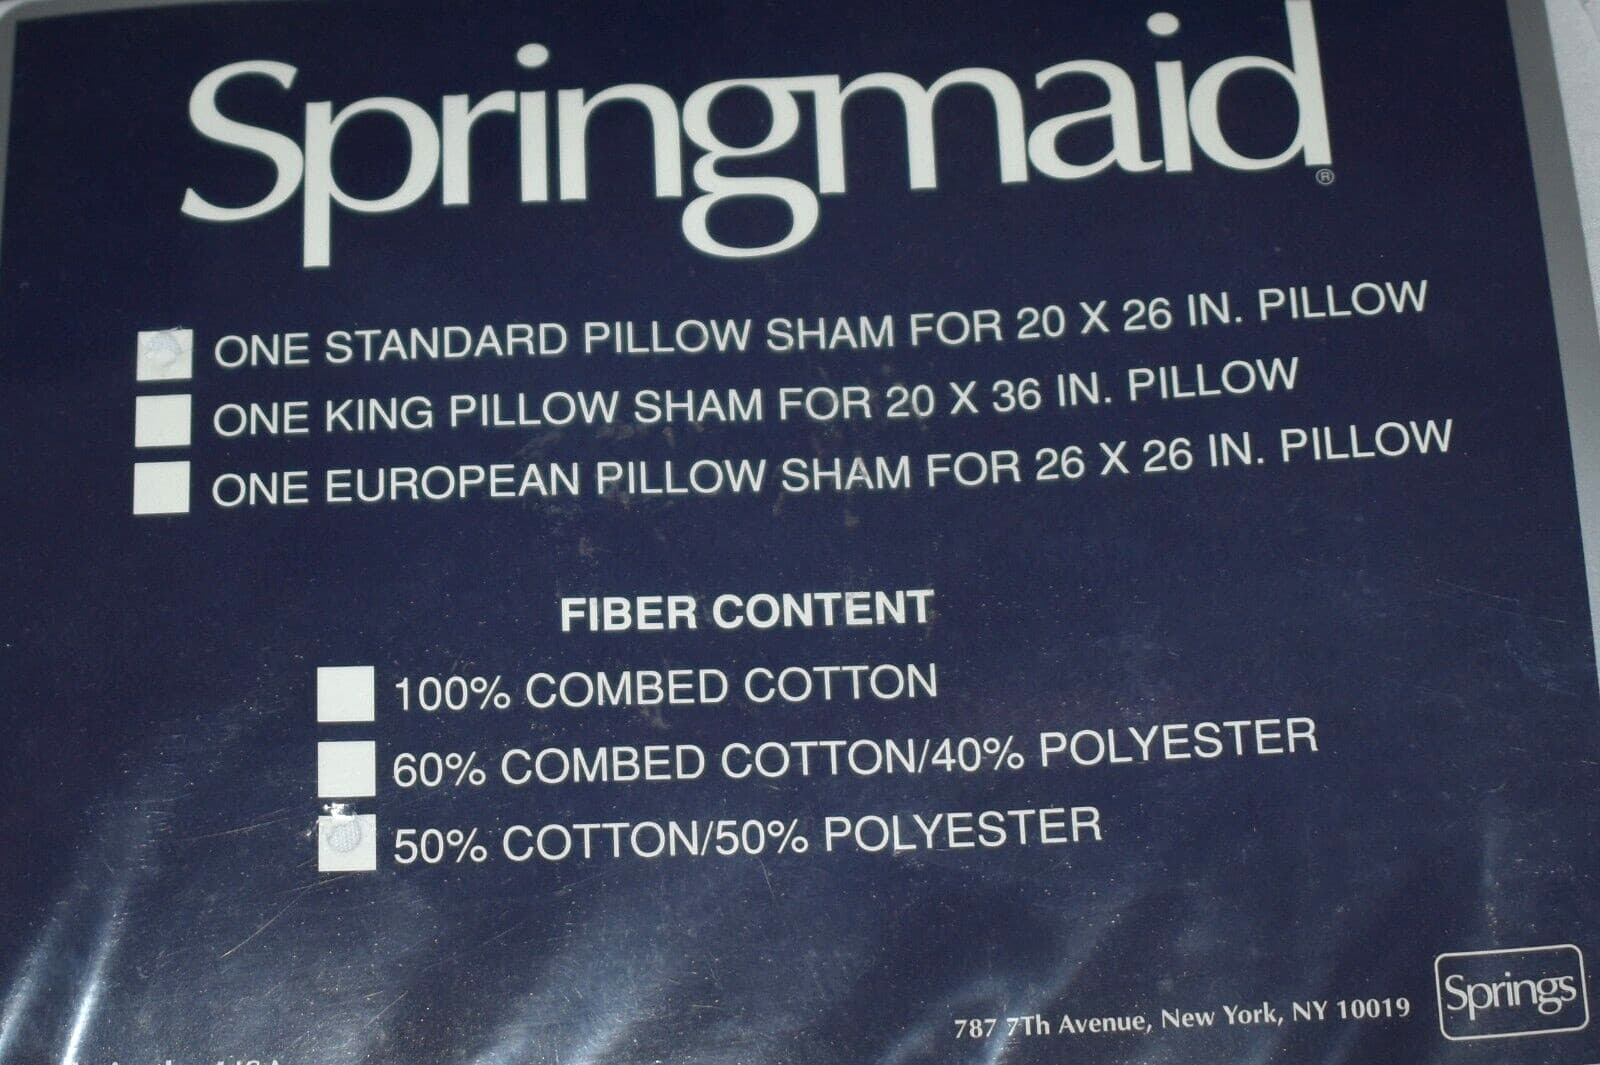 Springmaid®
ONE STANDARD PILLOW SHAM FOR 20 X 26 IN. PILLOW
ONE KING PILLOW SHAM FOR 20 X 36 IN. PILLOW
ONE EUROPEAN PILLOW SHAM FOR 26 X 26 IN. PILLOW
FIBER CONTENT
100% COMBED COTTON
60% COMBED COTTON/40% POLYESTER
50% COTTON/50% POLYESTER
787 7Th Avenue, New York, NY 10019
Springs